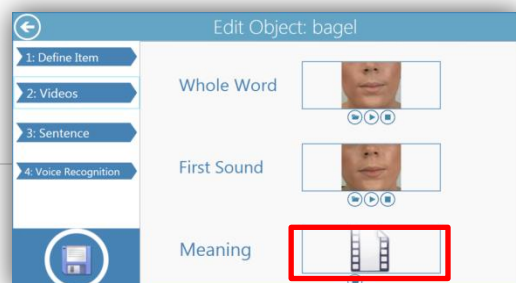 Edit Object: bagel
1: Define Item
2: Videos
3: Sentence
4: Voice Recognition
Whole Word
First Sound
Meaning